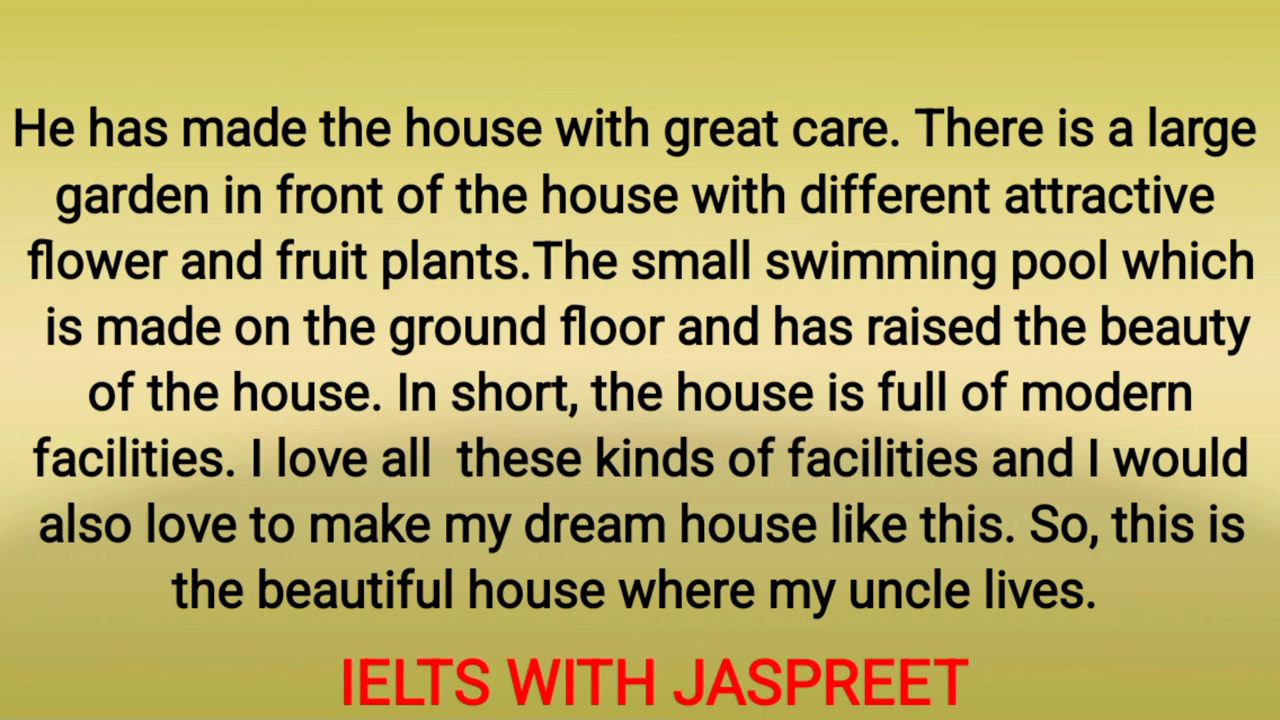 He has made the house with great care. There is a large
garden in front of the house with different attractive
flower and fruit plants.The small swimming pool which
is made on the ground floor and has raised the beauty
of the house. In short, the house is full of modern
facilities. I love all  these kinds of facilities and I would
also love to make my dream house like this. So, this is
the beautiful house where my uncle lives.
IELTS WITH JASPREET